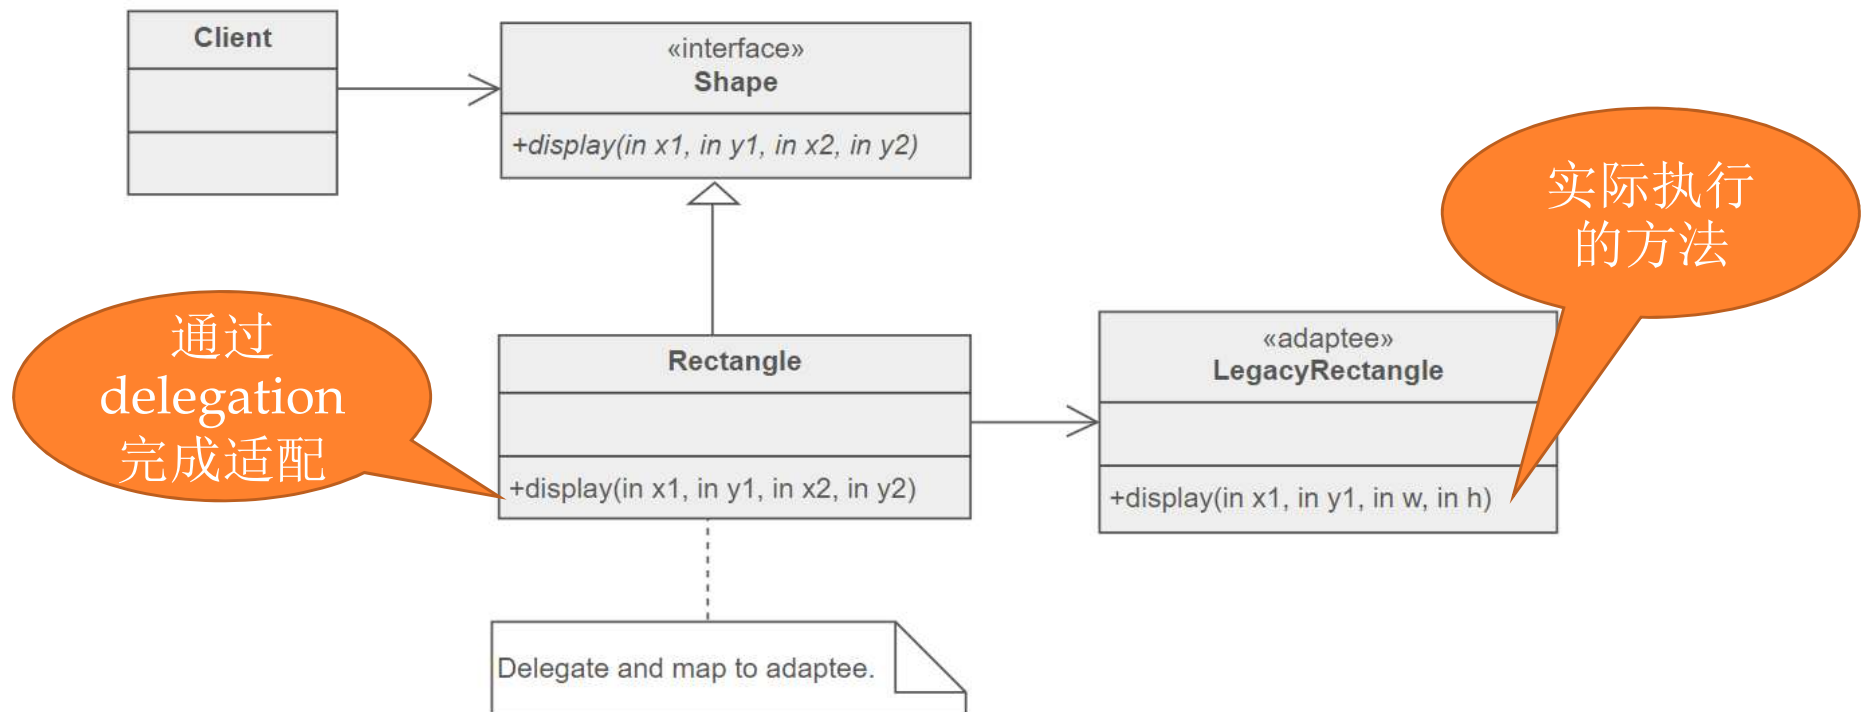 Client
«interface»
Shape
+display(in x1, in y1, in x2, in y2)
实际执行
的方法
通过
delegation
完成适配
Rectangle
+display(in x1, in y1, in x2, in y2)
«adaptee»
LegacyRectangle
+display(in x1, in y1, in w, in h)
Delegate and map to adaptee.